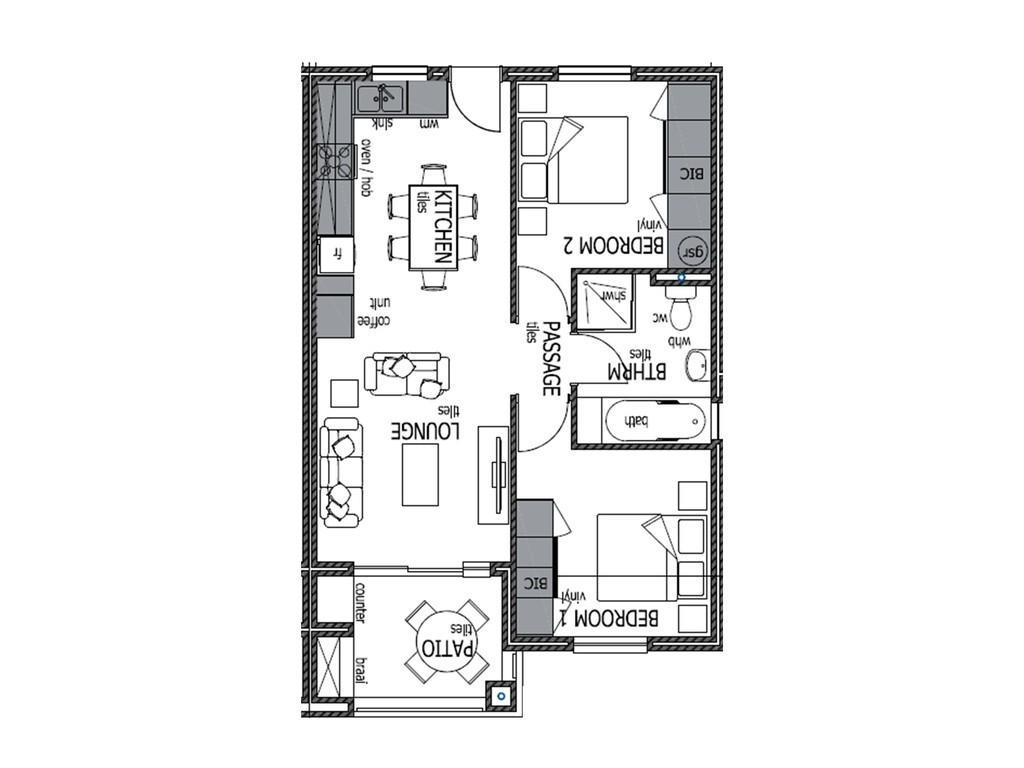 sink
wm
oven / hob
KITCHEN
tiles
fr
coffee
unit
BIC
vinyl
BEDROOM 2
gsr
shwr
wc
whb
tiles
BTHRM
PASSAGE
tiles
bath
tiles
LOUNGE
BIC
vinyl
BEDROOM 1
counter
tiles
PATIO
braai